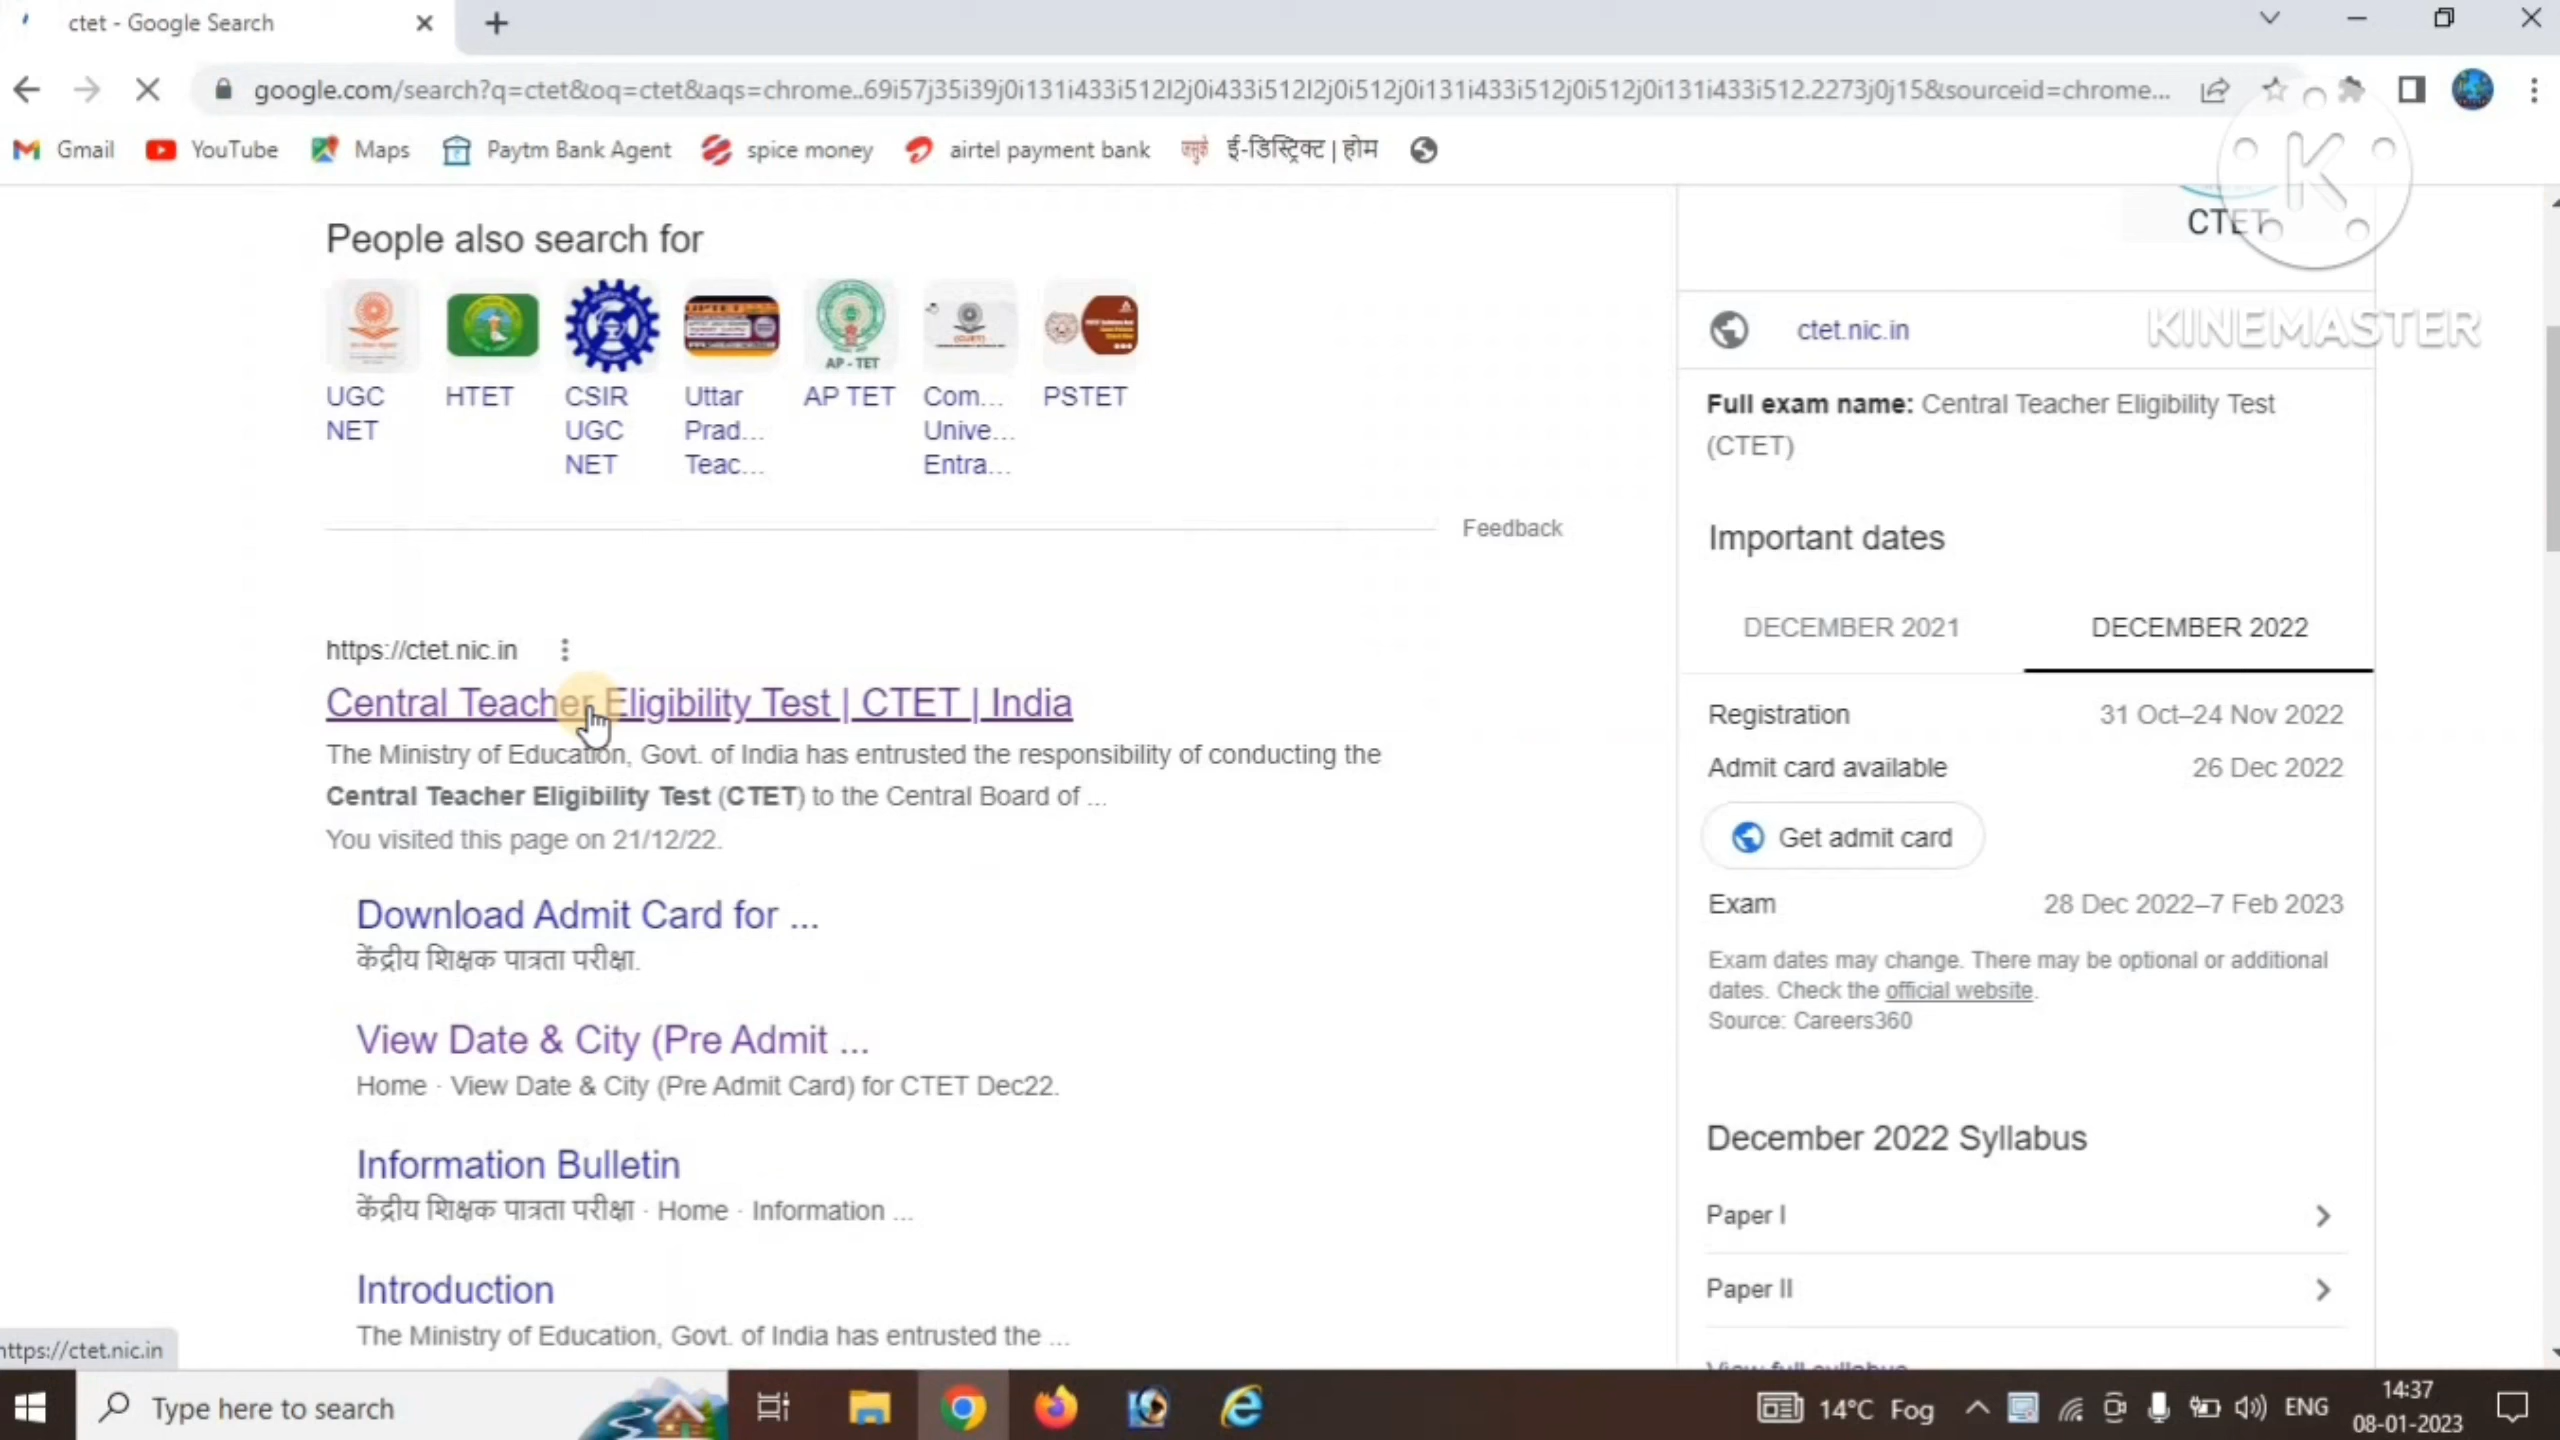 ctet - Google Search
google.com/search?q=ctet&oq=ctet&aqs=chrome..69i57j35i39j0i131i433i512l2j0i433i512l2j0i512j0i131i433i512j0i512j0i131i433i512.2273j0j15&sourceid=chrome...
Gmail YouTube Maps Paytm Bank Agent spice money airtel payment bank ई-डिस्ट्रिक्ट | होम
K
KINEMASTER
People also search for
AP - TET
UGC NET
HTET
CSIR UGC NET
Uttar Prad... Teac...
AP TET
Com... Unive... Entra...
PSTET
Feedback
https://ctet.nic.in
Central Teacher Eligibility Test | CTET | India
The Ministry of Education, Govt. of India has entrusted the responsibility of conducting the
Central Teacher Eligibility Test (CTET) to the Central Board of ...
You visited this page on 21/12/22.
Download Admit Card for ...
केंद्रीय शिक्षक पात्रता परीक्षा.
View Date & City (Pre Admit ...
Home · View Date & City (Pre Admit Card) for CTET Dec22.
Information Bulletin
केंद्रीय शिक्षक पात्रता परीक्षा · Home · Information ...
Introduction
The Ministry of Education, Govt. of India has entrusted the ...
CTET
ctet.nic.in
Full exam name: Central Teacher Eligibility Test
(CTET)
Important dates
DECEMBER 2021 DECEMBER 2022
Registration 31 Oct–24 Nov 2022
Admit card available 26 Dec 2022
Get admit card
Exam 28 Dec 2022–7 Feb 2023
Exam dates may change. There may be optional or additional
dates. Check the official website.
Source: Careers360
December 2022 Syllabus
Paper I
Paper II
View full syllabus
https://ctet.nic.in
Type here to search
14°C Fog
ENG
14:37
08-01-2023